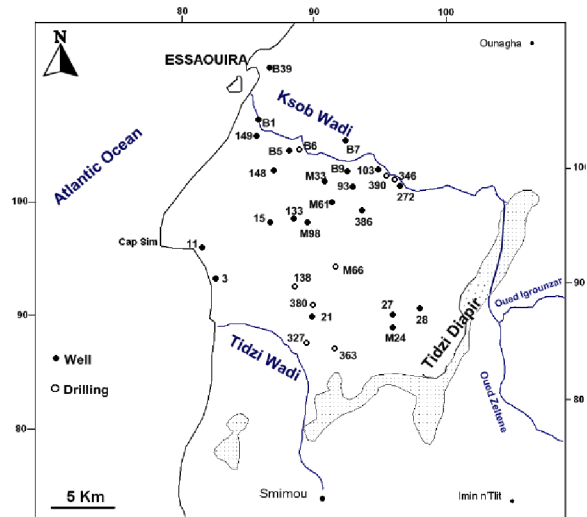 80
90
100
N
Ounagha
ESSAOUIRA
B39
Ksob Wadi
B1
149
B5
B6
B7
Atlantic Ocean
148
M33
B9
103
346
93
390
272
100
100
M61
386
15
133
M98
Cap Sim
11
3
138
M66
90
380
21
27
28
M24
Oued Igrounzar
Tidzi Diapir
90
327
363
Tidzi Wadi
Well
Drilling
Oued Zeltene
80
80
5 Km
Smimou
Imin n'Tlit